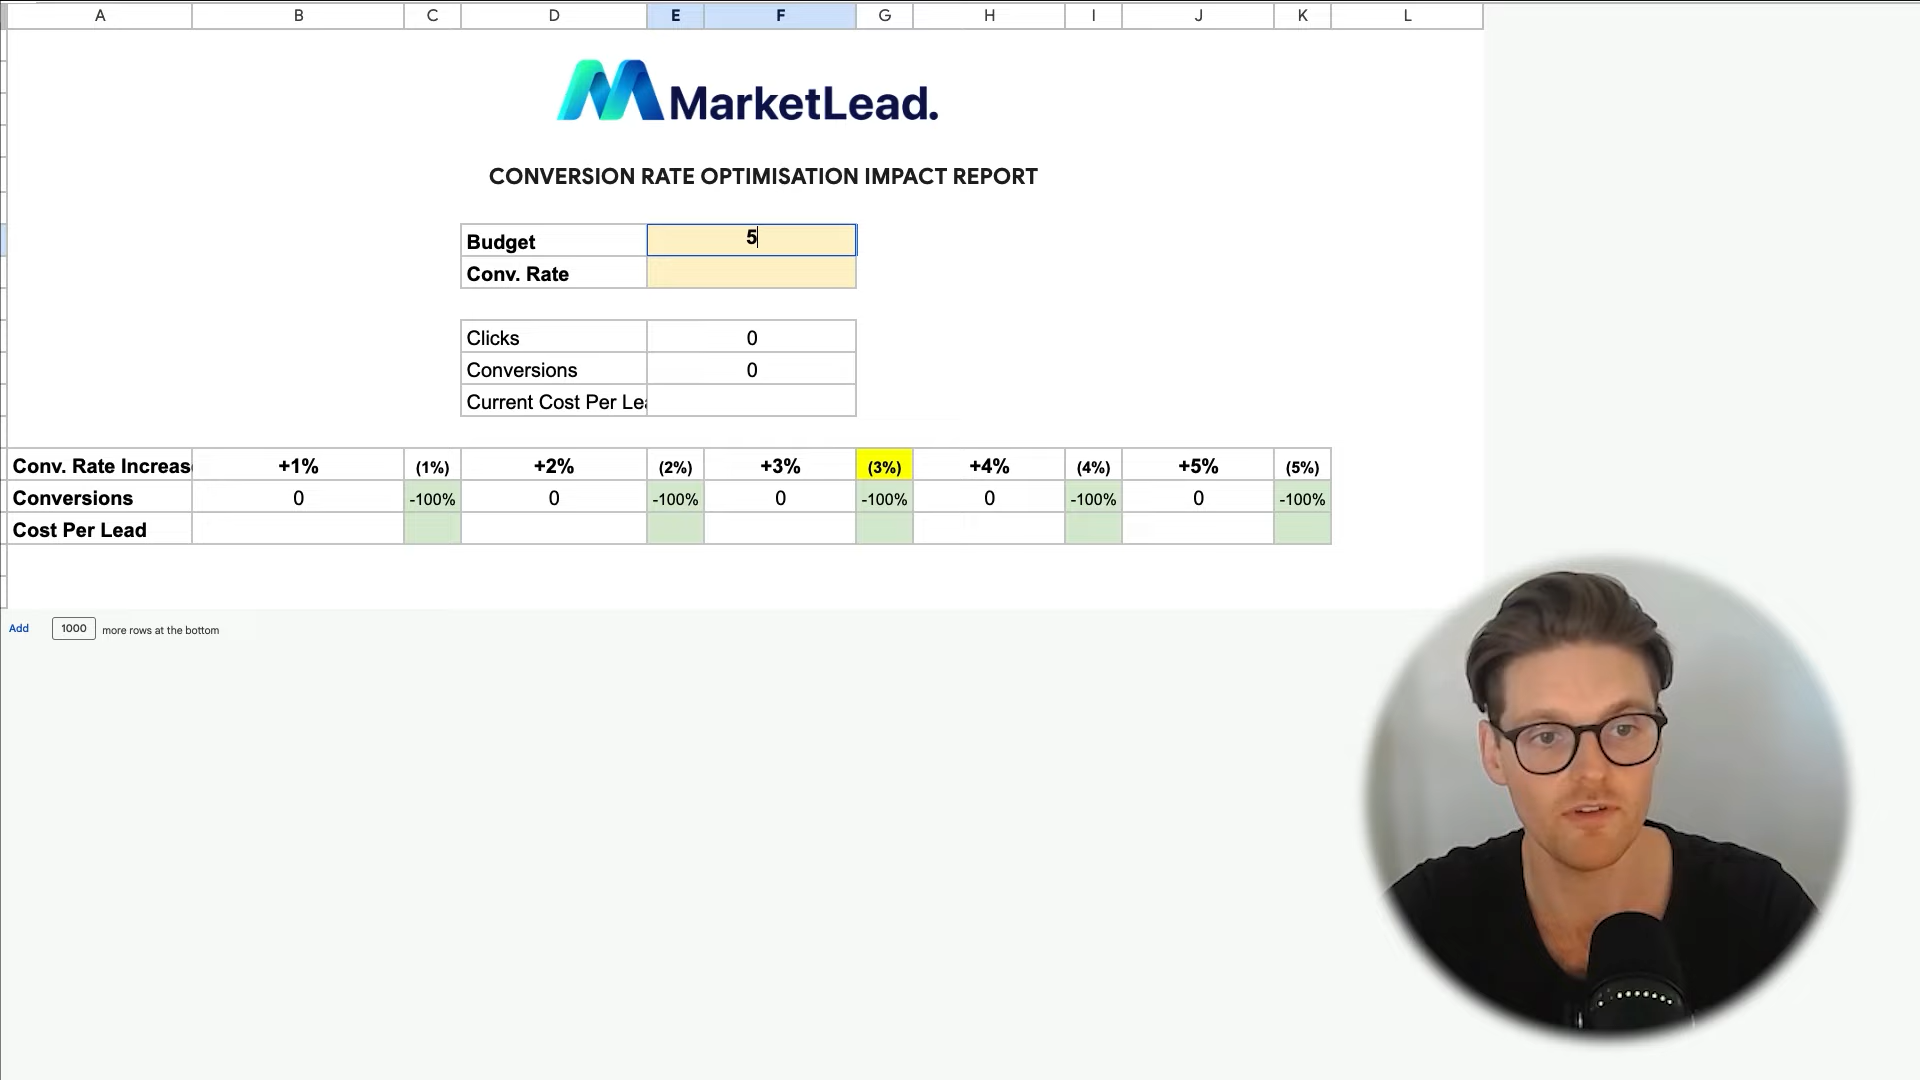 A B C D E F G H I J K L
MarketLead.
CONVERSION RATE OPTIMISATION IMPACT REPORT
Budget 5
Conv. Rate
Clicks 0
Conversions 0
Current Cost Per Lea
Conv. Rate Increas +1% (1%) +2% (2%) +3% (3%) +4% (4%) +5% (5%)
Conversions 0 -100% 0 -100% 0 -100% 0 -100% 0 -100%
Cost Per Lead
Add 1000 more rows at the bottom